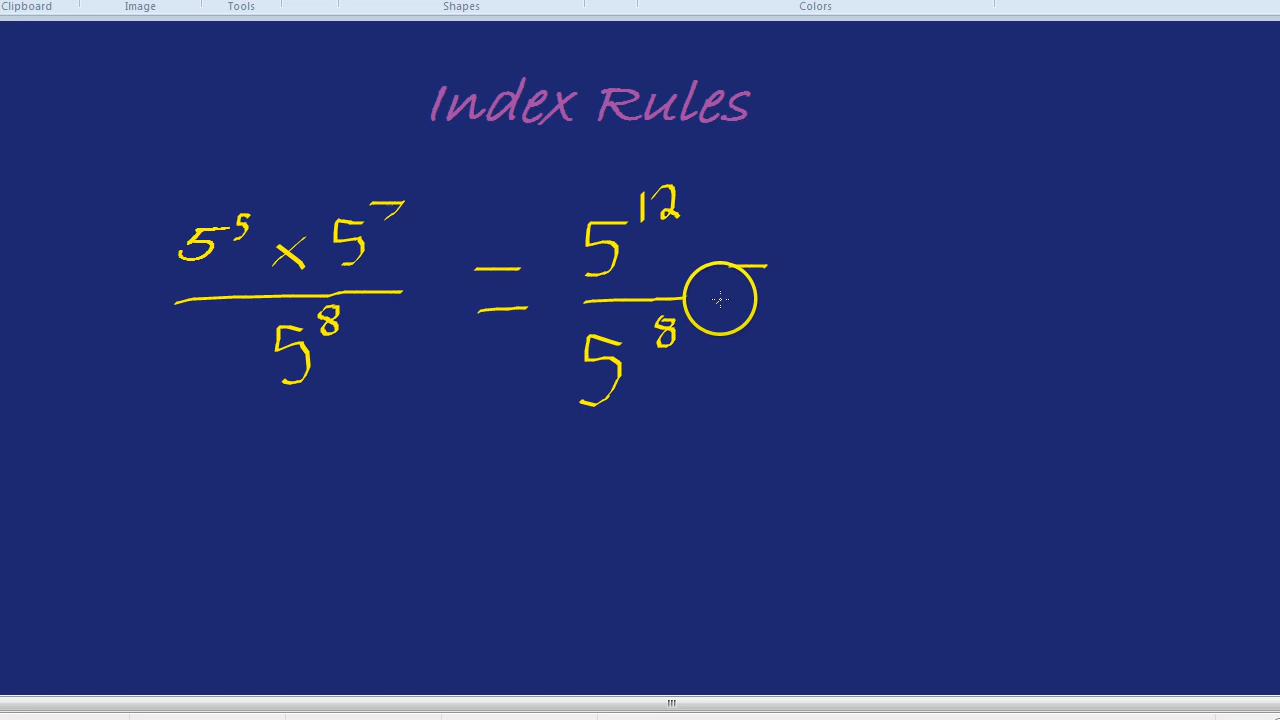 Clipboard Image Tools Shapes Colors
Index Rules
5⁵ × 5⁷ = 5¹² –
5⁸ 5⁸